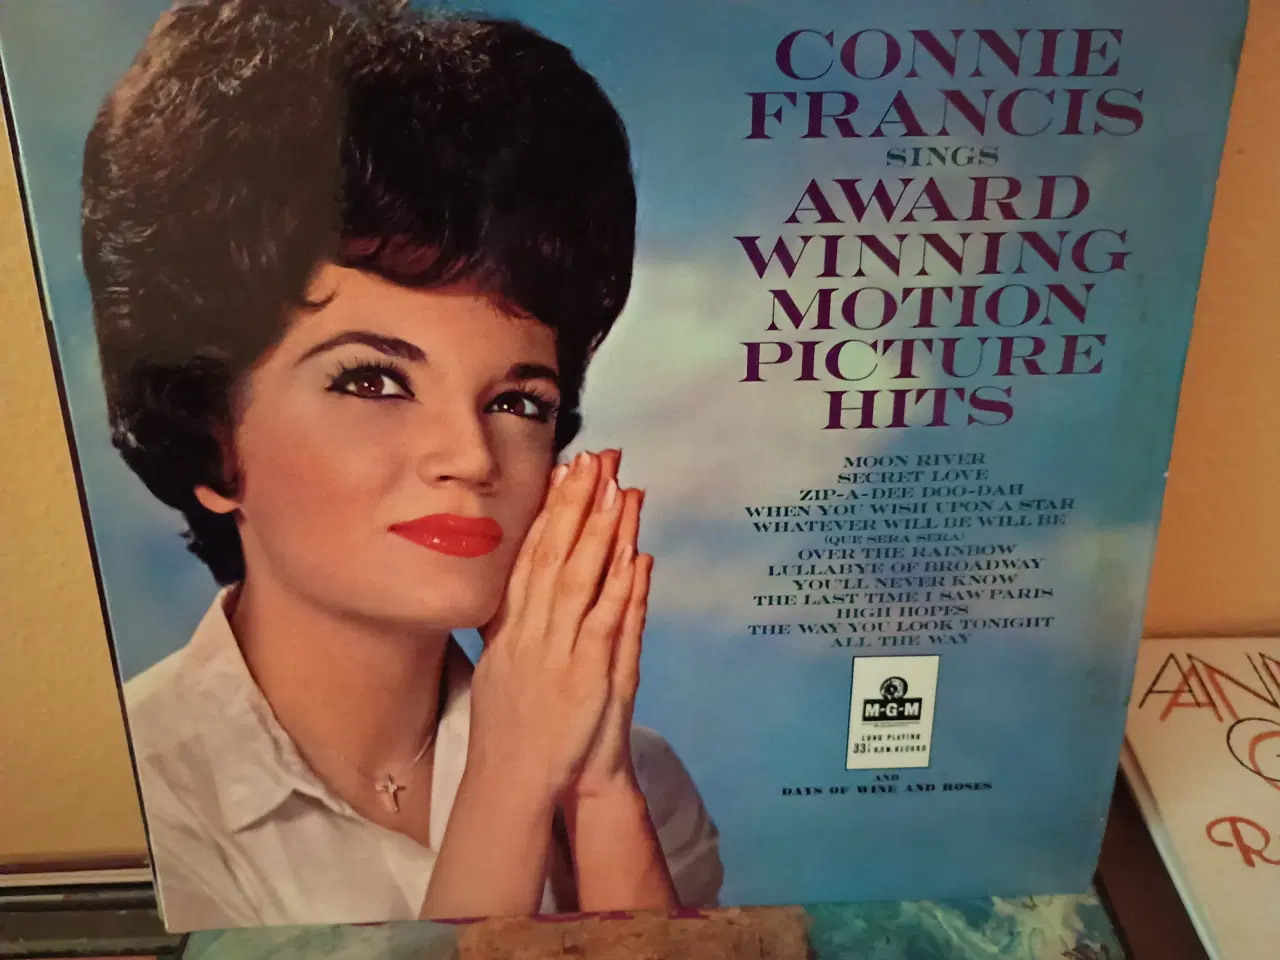 CONNIE
FRANCIS
SINGS
AWARD
WINNING
MOTION
PICTURE
HITS
MOON RIVER
SECRET LOVE
ZIP-A-DEE DOO-DAH
WHEN YOU WISH UPON A STAR
WHATEVER WILL BE WILL BE
(QUE SERA SERA)
OVER THE RAINBOW
LULLABYE OF BROADWAY
YOU'LL NEVER KNOW
THE LAST TIME I SAW PARIS
HIGH HOPES
THE WAY YOU LOOK TONIGHT
ALL THE WAY
M-G-M
LONG PLAYING
33⅓ R.P.M. RECORD
AND
DAYS OF WINE AND ROSES